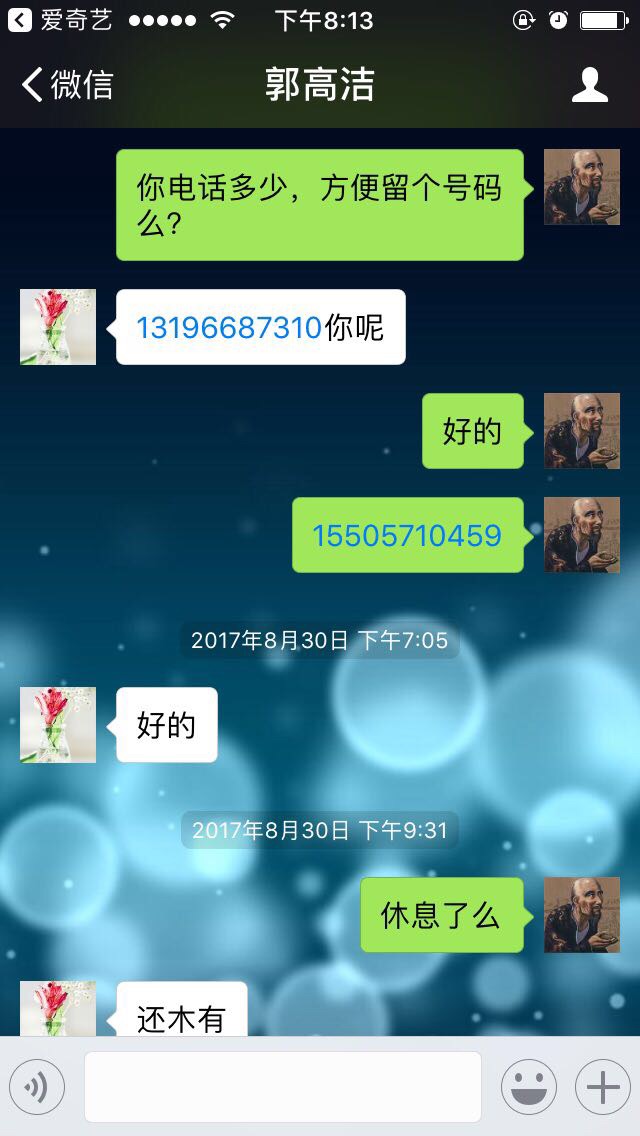 爱奇艺 下午8:13
微信 郭高洁
你电话多少，方便留个号码
么？
13196687310你呢
好的
15505710459
2017年8月30日 下午7:05
好的
2017年8月30日 下午9:31
休息了么
还木有